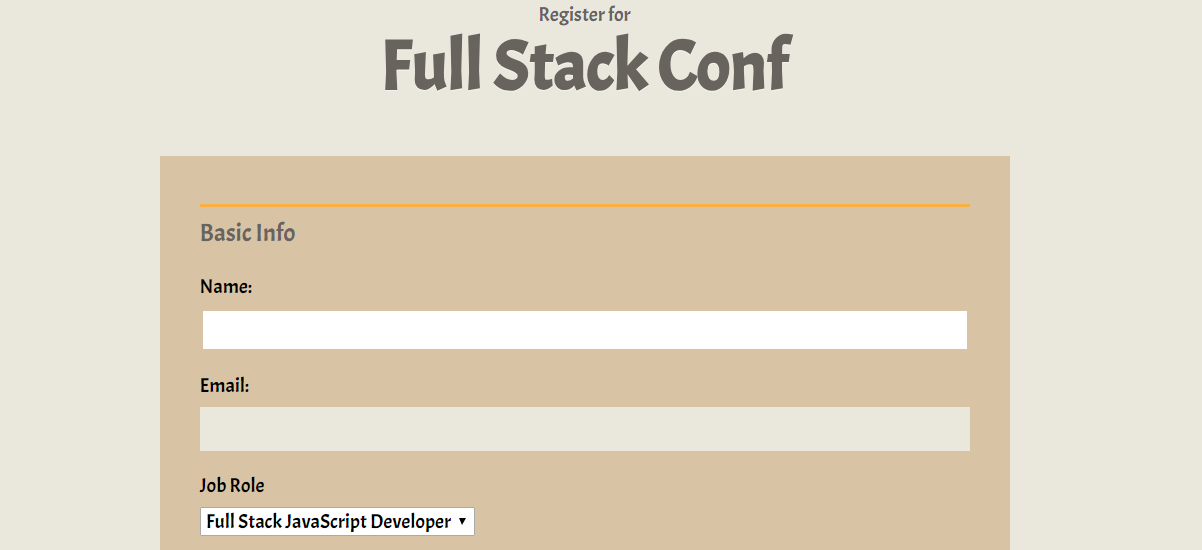 Register for
Full Stack Conf
Basic Info
Name:
Email:
Job Role
Full Stack JavaScript Developer